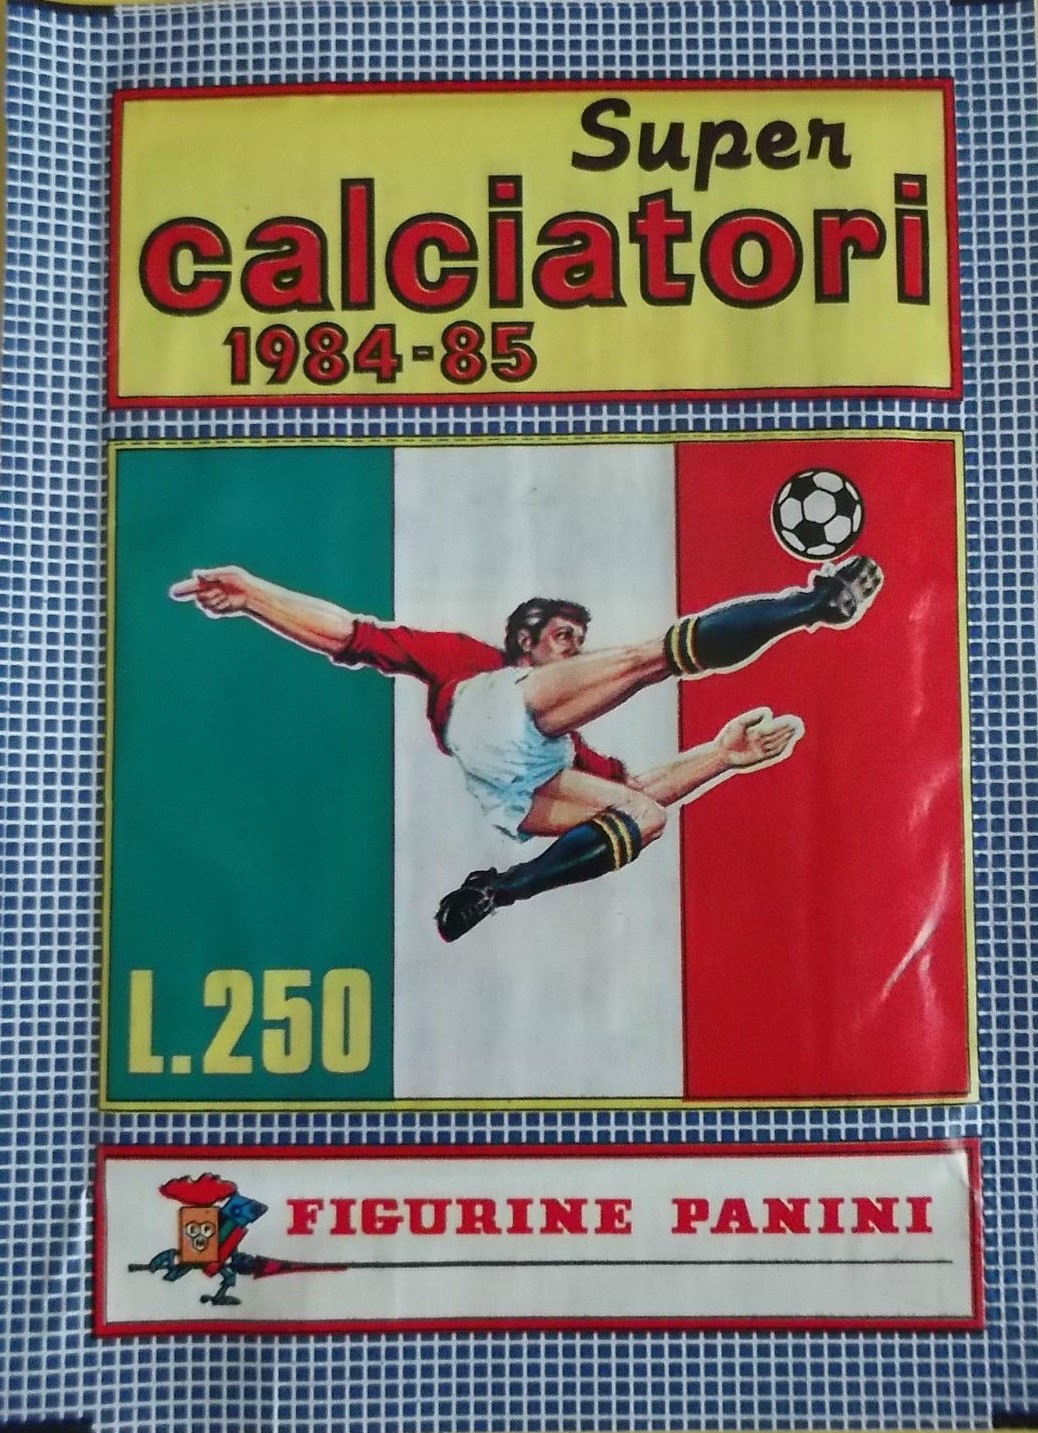 Super
calciatori
1984-85
L.250
FIGURINE PANINI